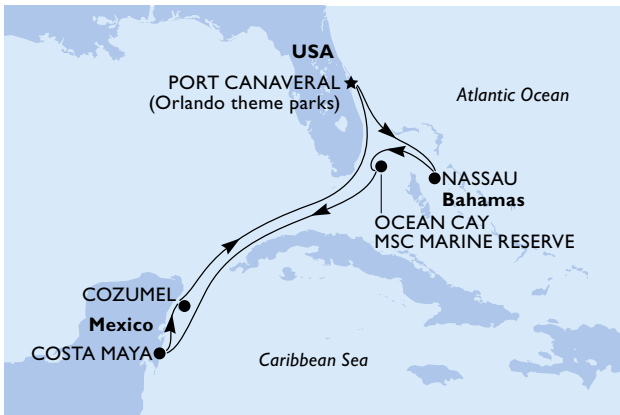 USA
PORT CANAVERAL
(Orlando theme parks)
Atlantic Ocean
NASSAU
Bahamas
OCEAN CAY
MSC MARINE RESERVE
COZUMEL
Mexico
COSTA MAYA
Caribbean Sea